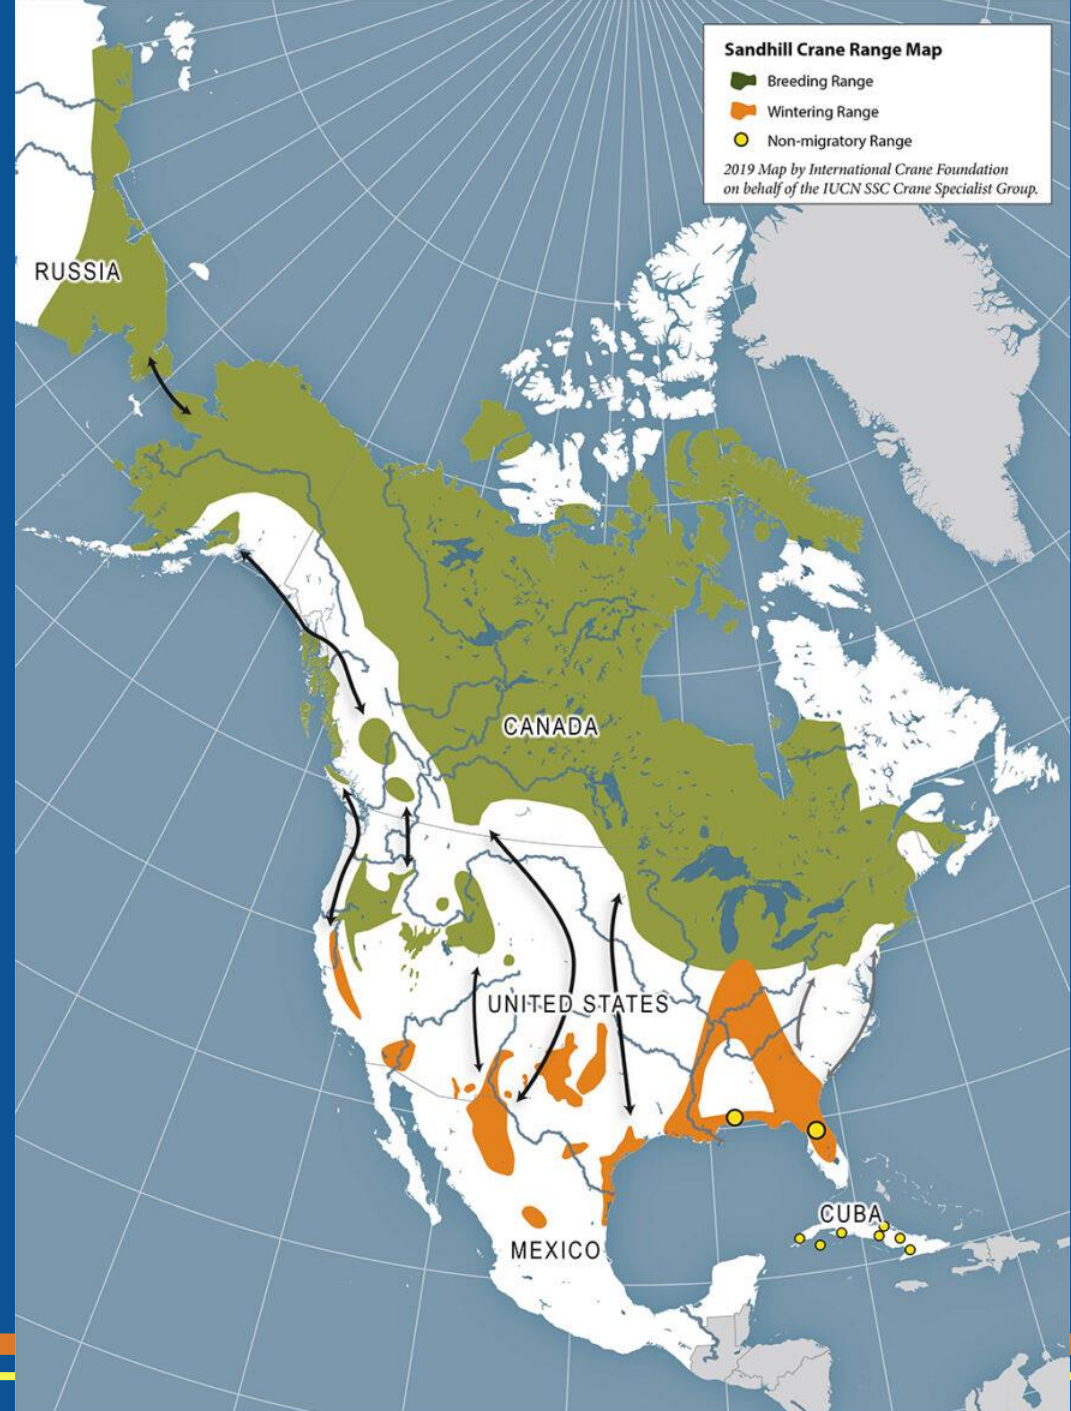 Sandhill Crane Range Map
Breeding Range
Wintering Range
Non-migratory Range
2019 Map by International Crane Foundation
on behalf of the IUCN SSC Crane Specialist Group.
RUSSIA
CANADA
UNITED STATES
CUBA
MEXICO